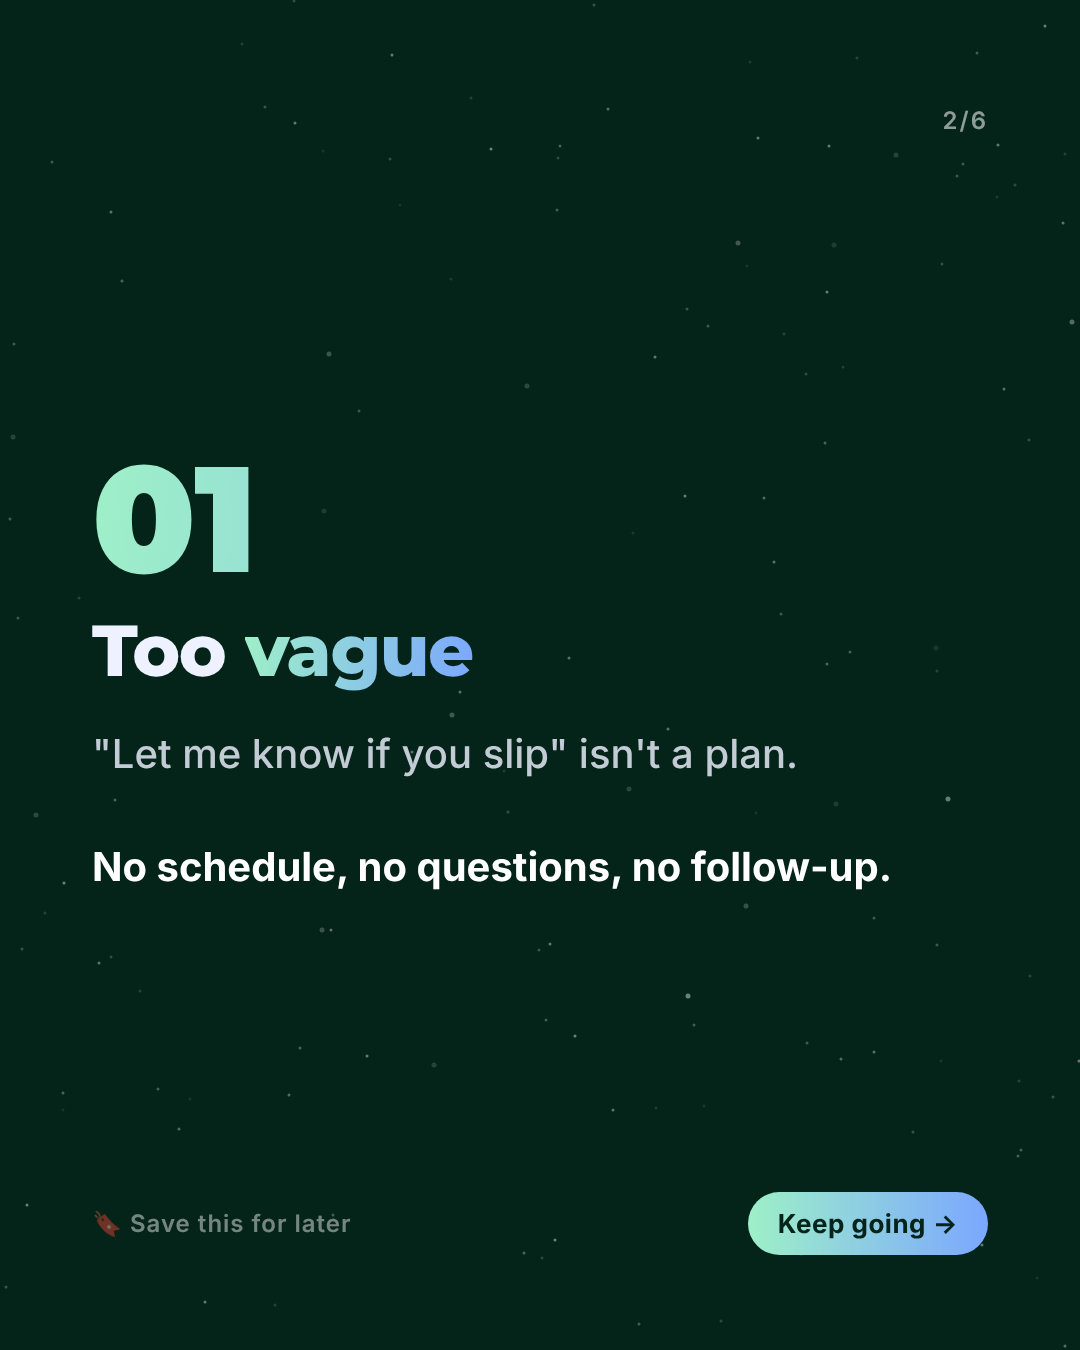 2/6
01
Too vague
"Let me know if you slip" isn't a plan.
No schedule, no questions, no follow-up.
🔖 Save this for later
Keep going →